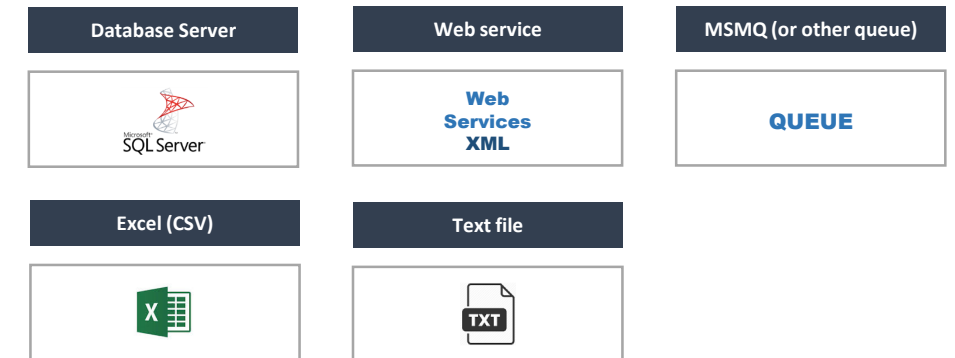 Database Server
Web service
MSMQ (or other queue)
Microsoft
SQL Server
Web
Services
XML
QUEUE
Excel (CSV)
Text file
X
TXT